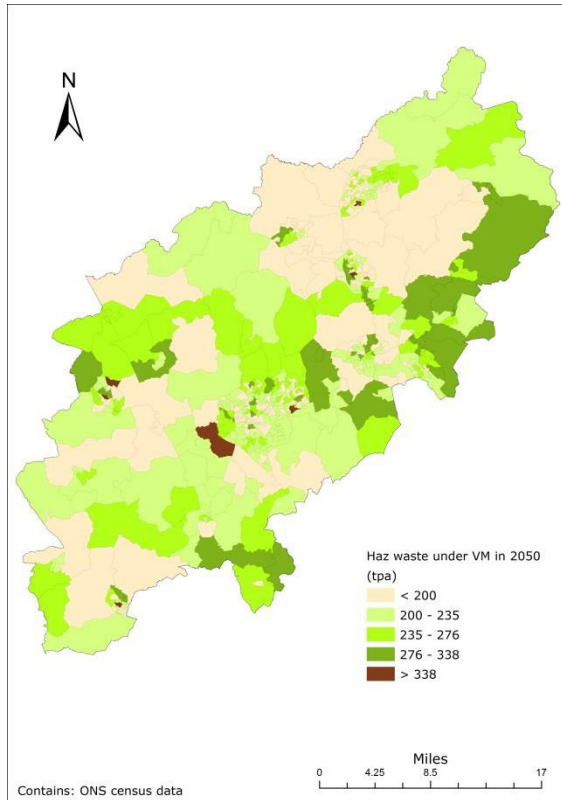 N
Haz waste under VM in 2050
(tpa)
< 200
200 - 235
235 - 276
276 - 338
> 338
Miles
0 4.25 8.5 17
Contains: ONS census data